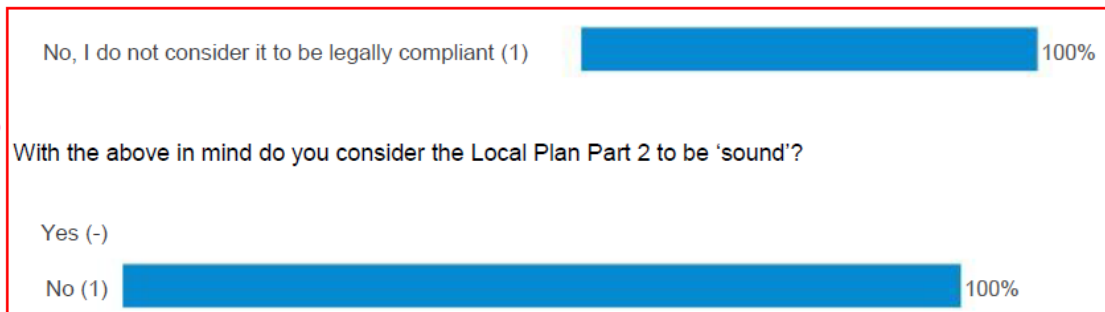 No, I do not consider it to be legally compliant (1) 100%
With the above in mind do you consider the Local Plan Part 2 to be ‘sound’?
Yes (-)
No (1) 100%